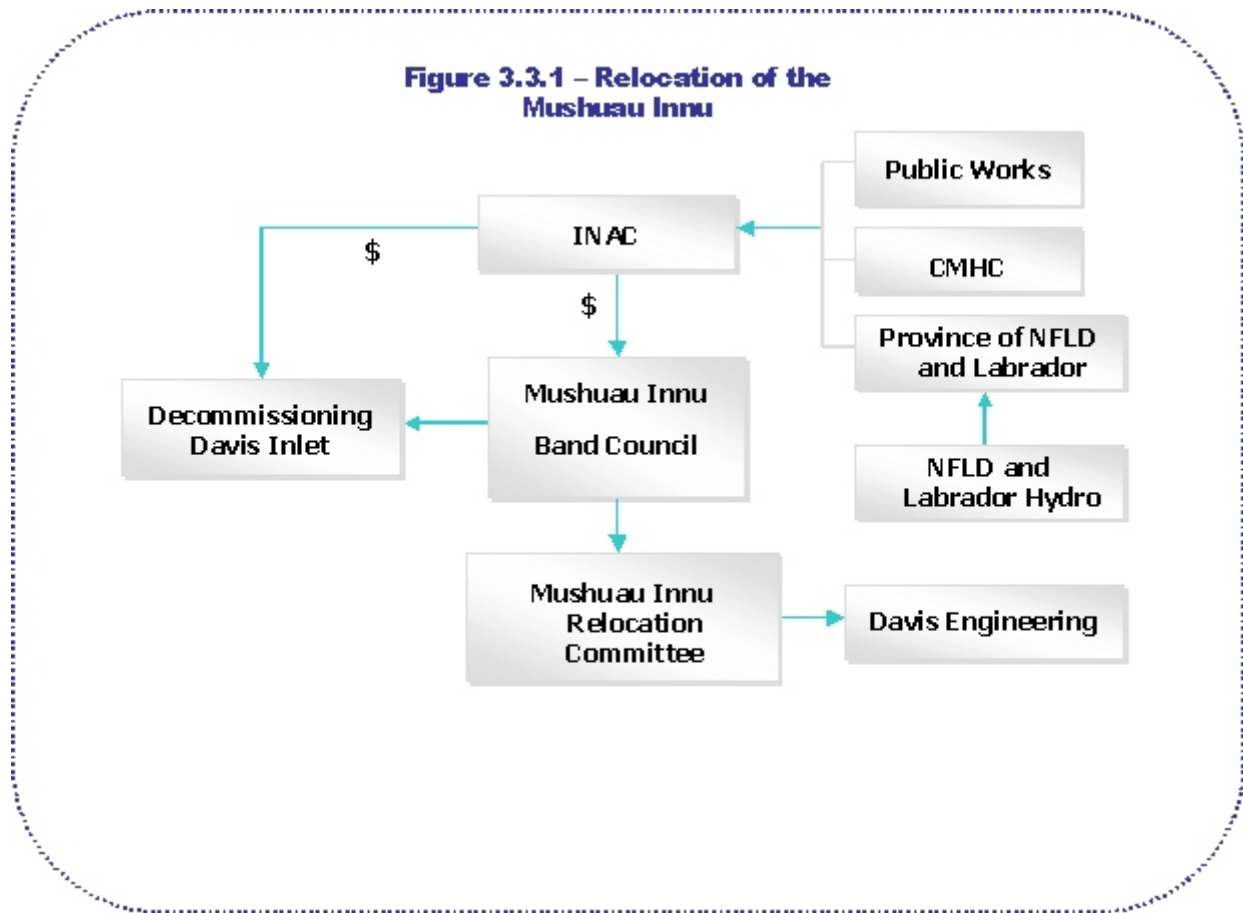 Figure 3.3.1 – Relocation of the
Mushuau Innu
Public Works
INAC
$
CMHC
$
Province of NFLD
and Labrador
Mushuau Innu
Band Council
Decommissioning
Davis Inlet
NFLD and
Labrador Hydro
Mushuau Innu
Relocation
Committee
Davis Engineering